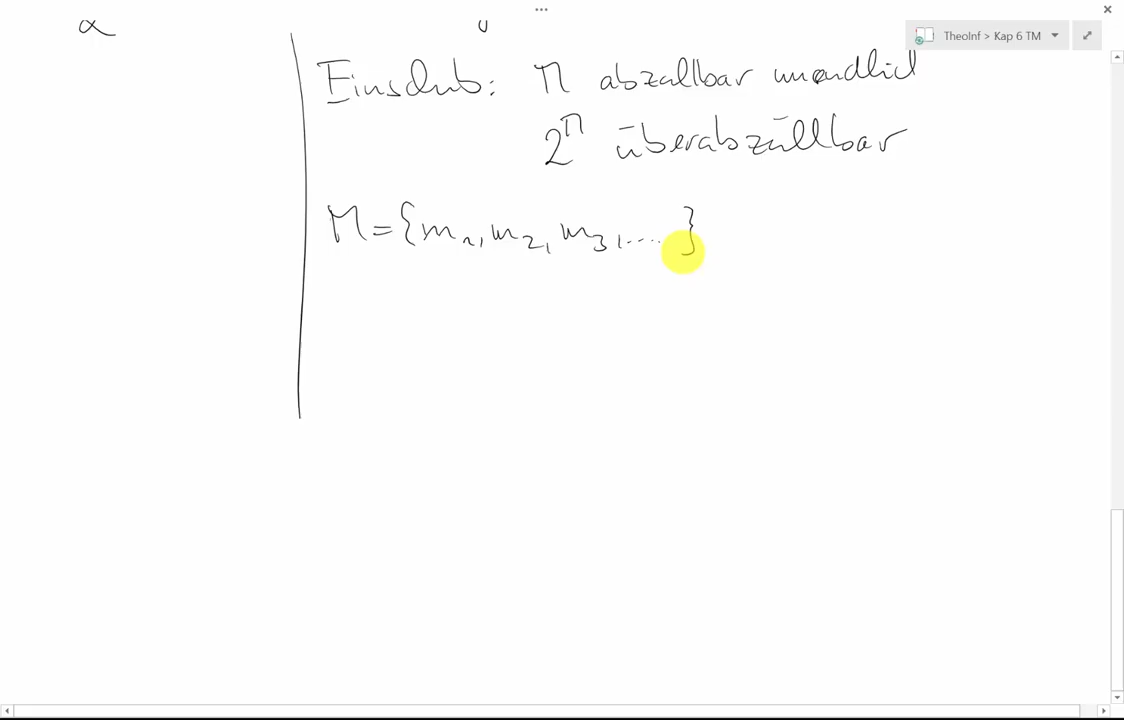 TheoInf > Kap 6 TM
α
Einschub: M abzählbar unendlich
2^M überabzählbar
M = {m₁, m₂, m₃, ....}